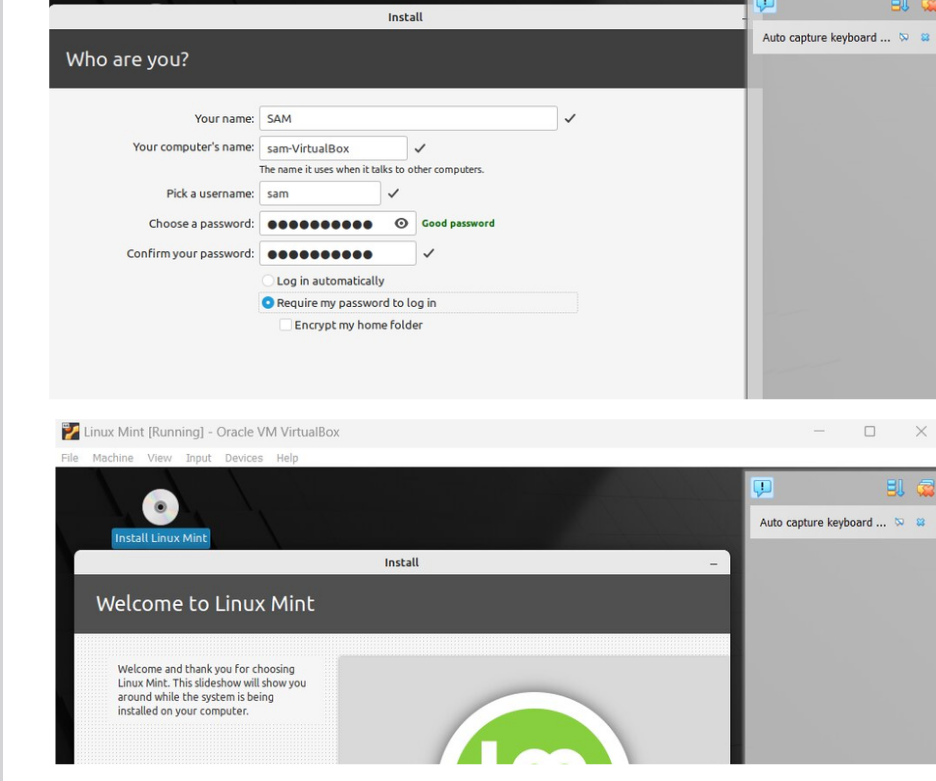 Install
Auto capture keyboard ...
Who are you?
Your name: SAM
Your computer's name: sam-VirtualBox
The name it uses when it talks to other computers.
Pick a username: sam
Choose a password: ●●●●●●●●●● Good password
Confirm your password: ●●●●●●●●●●
Log in automatically
Require my password to log in
Encrypt my home folder
Linux Mint [Running] - Oracle VM VirtualBox
File Machine View Input Devices Help
Install Linux Mint
Auto capture keyboard ...
Install
Welcome to Linux Mint
Welcome and thank you for choosing
Linux Mint. This slideshow will show you
around while the system is being
installed on your computer.